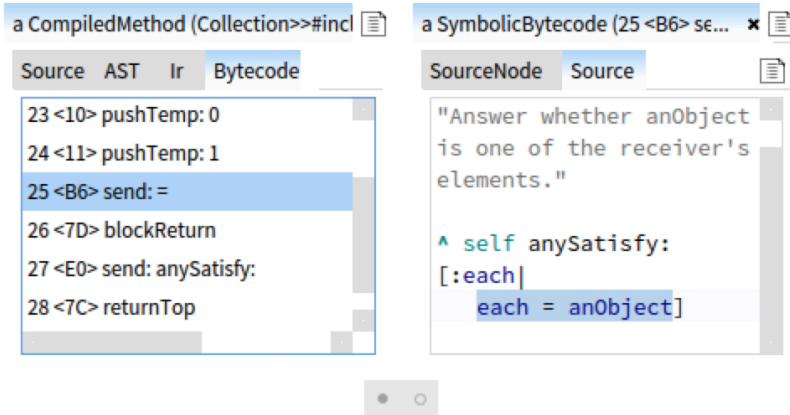 a CompiledMethod (Collection>>#incl
Source AST Ir Bytecode
23 <10> pushTemp: 0
24 <11> pushTemp: 1
25 <B6> send: =
26 <7D> blockReturn
27 <E0> send: anySatisfy:
28 <7C> returnTop
a SymbolicBytecode (25 <B6> se...
SourceNode Source
"Answer whether anObject
is one of the receiver's
elements."
^ self anySatisfy:
[:each|
each = anObject]